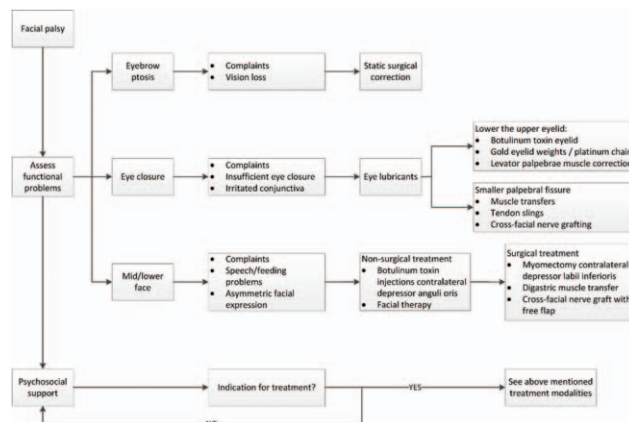 Facial palsy
Eyebrow
ptosis
• Complaints
• Vision loss
Static surgical
correction
Assess
functional
problems
Eye closure
• Complaints
• Insufficient eye closure
• Irritated conjunctiva
Eye lubricants
Lower the upper eyelid:
• Botulinum toxin eyelid
• Gold eyelid weights / platinum chain
• Levator palpebrae muscle correction
Smaller palpebral fissure
• Muscle transfers
• Tendon slings
• Cross-facial nerve grafting
Mid/lower
face
• Complaints
• Speech/feeding
problems
• Asymmetric facial
expression
Non-surgical treatment
• Botulinum toxin
injections contralateral
depressor anguli oris
• Facial therapy
Surgical treatment
• Myomectomy contralateral
depressor labii inferioris
• Digastric muscle transfer
• Cross-facial nerve graft with
free flap
Psychosocial
support
Indication for treatment?
YES
See above mentioned
treatment modalities